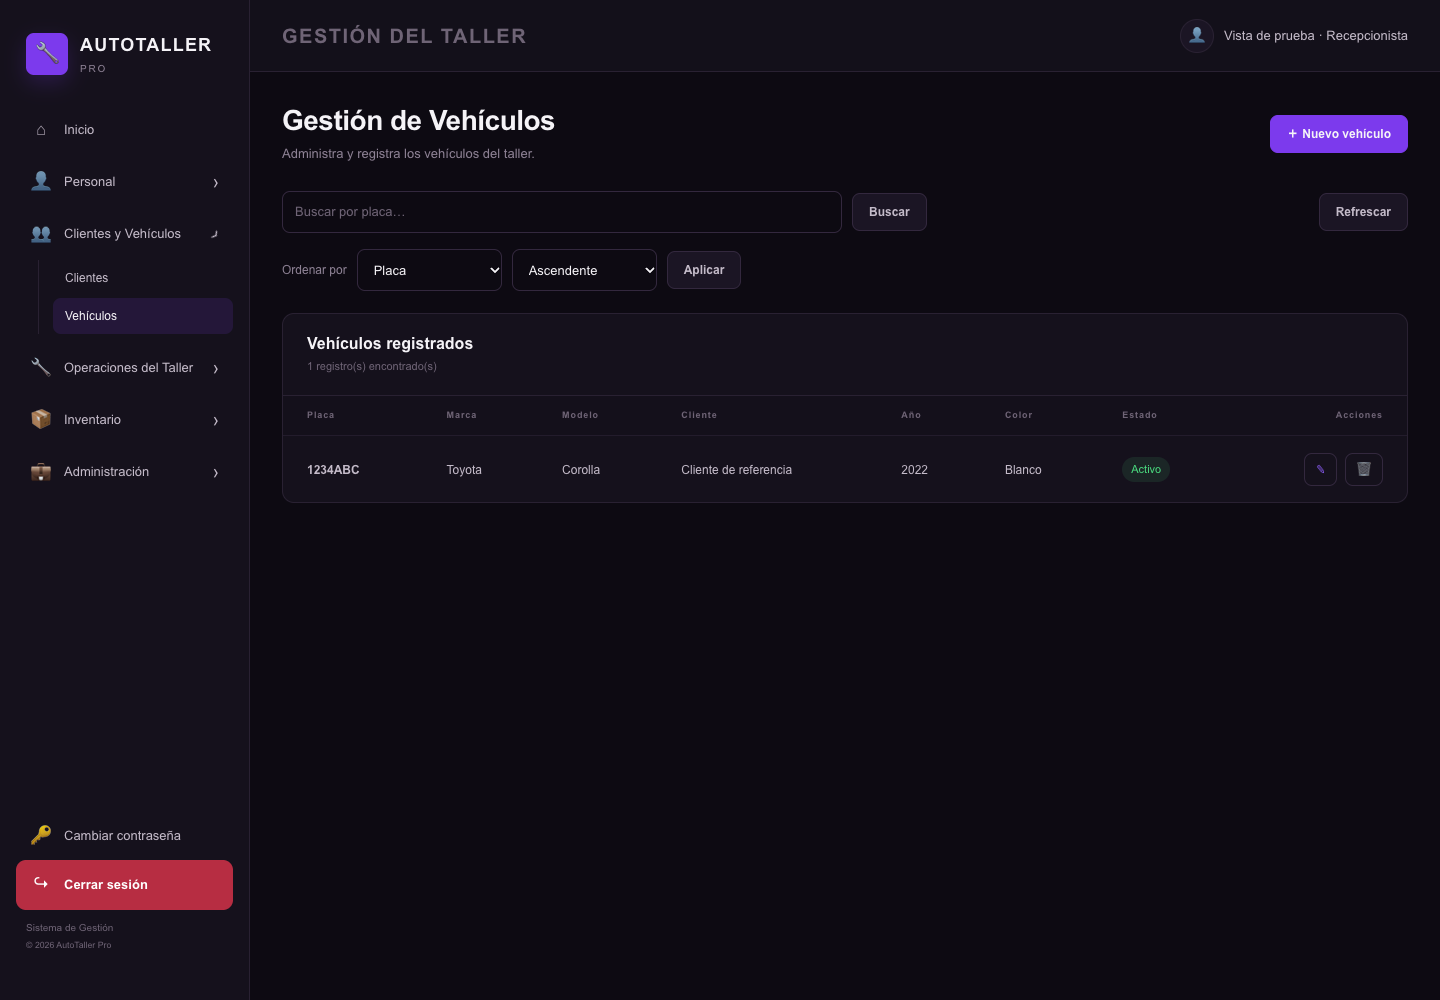 AUTOTALLER
PRO
Inicio
Personal
Clientes y Vehículos
Clientes
Vehículos
Operaciones del Taller
Inventario
Administración
Cambiar contraseña
Cerrar sesión
Sistema de Gestión
© 2026 AutoTaller Pro
GESTIÓN DEL TALLER
Vista de prueba · Recepcionista
Gestión de Vehículos
Administra y registra los vehículos del taller.
+ Nuevo vehículo
Buscar por placa… Buscar Refrescar
Ordenar por Placa Ascendente Aplicar
Vehículos registrados
1 registro(s) encontrado(s)
Placa Marca Modelo Cliente Año Color Estado Acciones
1234ABC Toyota Corolla Cliente de referencia 2022 Blanco Activo